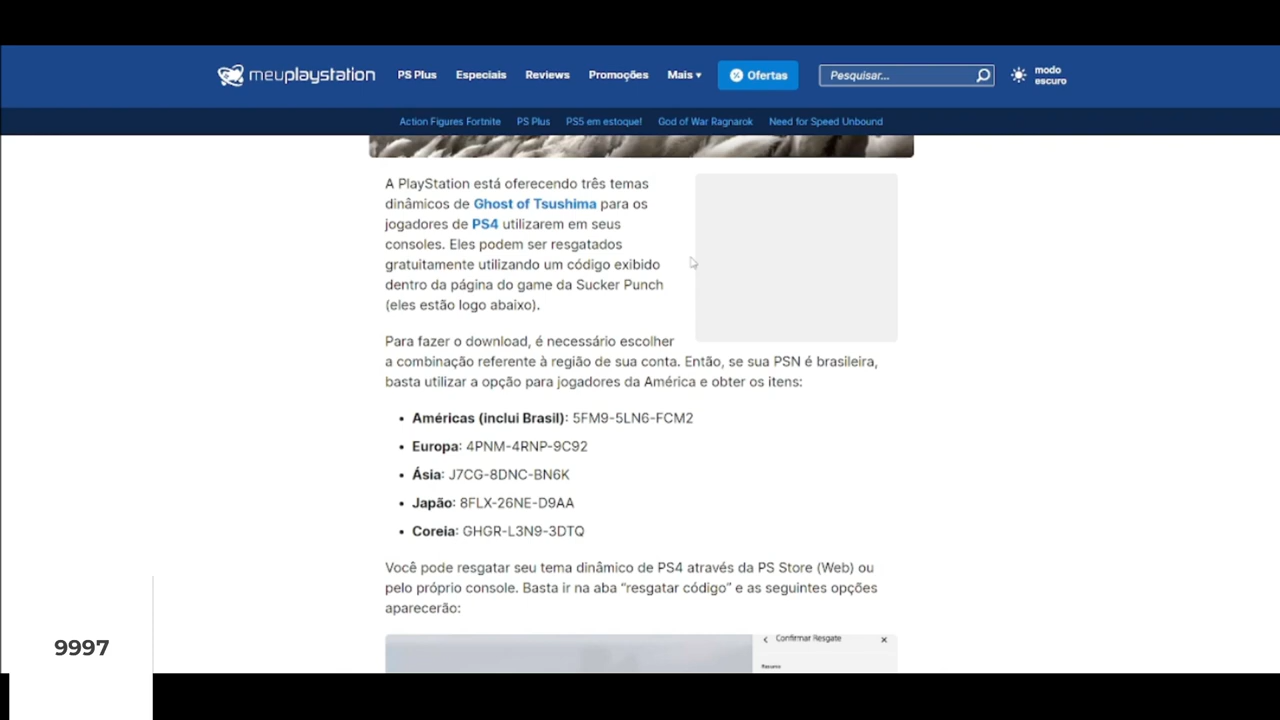 meuplaystation PS Plus Especiais Reviews Promoções Mais ▾ Ofertas Pesquisar... modo escuro
Action Figures Fortnite PS Plus PS5 em estoque! God of War Ragnarok Need for Speed Unbound
A PlayStation está oferecendo três temas
dinâmicos de Ghost of Tsushima para os
jogadores de PS4 utilizarem em seus
consoles. Eles podem ser resgatados
gratuitamente utilizando um código exibido
dentro da página do game da Sucker Punch
(eles estão logo abaixo).
Para fazer o download, é necessário escolher
a combinação referente à região de sua conta. Então, se sua PSN é brasileira,
basta utilizar a opção para jogadores da América e obter os itens:
• Américas (inclui Brasil): 5FM9-5LN6-FCM2
• Europa: 4PNM-4RNP-9C92
• Ásia: J7CG-8DNC-BN6K
• Japão: 8FLX-26NE-D9AA
• Coreia: GHGR-L3N9-3DTQ
Você pode resgatar seu tema dinâmico de PS4 através da PS Store (Web) ou
pelo próprio console. Basta ir na aba “resgatar código” e as seguintes opções
aparecerão:
Confirmar Resgate
9997